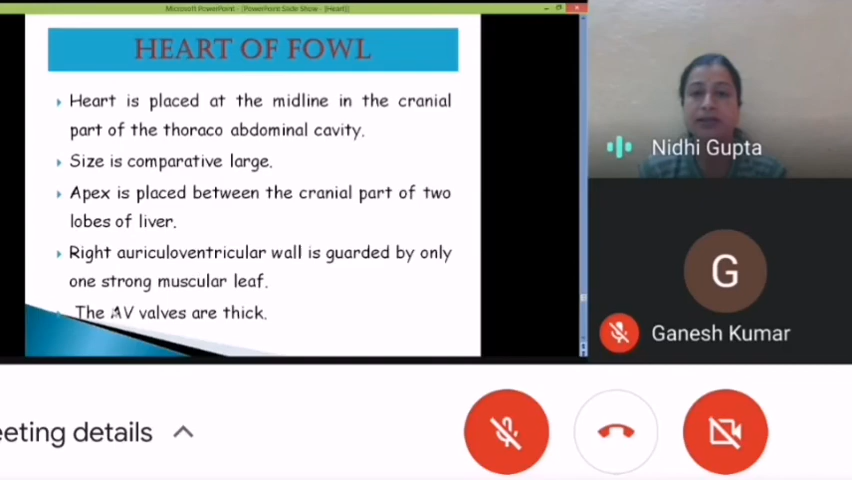 Microsoft PowerPoint - [PowerPoint Slide Show - [Heart]]
HEART OF FOWL
Heart is placed at the midline in the cranial
part of the thoraco abdominal cavity.
Size is comparative large.
Apex is placed between the cranial part of two
lobes of liver.
Right auriculoventricular wall is guarded by only
one strong muscular leaf.
The AV valves are thick.
Nidhi Gupta
G
Ganesh Kumar
eeting details